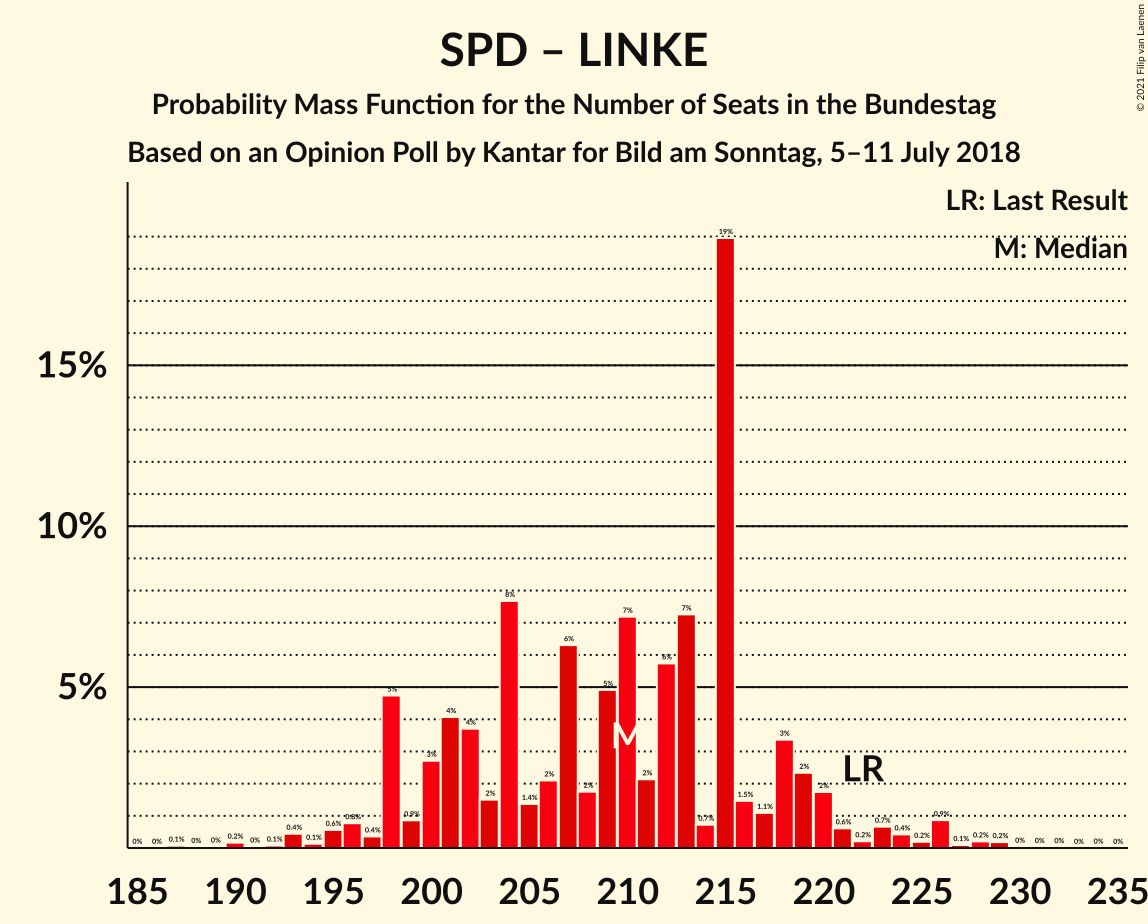 SPD – LINKE
Probability Mass Function for the Number of Seats in the Bundestag
Based on an Opinion Poll by Kantar for Bild am Sonntag, 5–11 July 2018
© 2021 Filip van Laenen
LR: Last Result
M: Median
15%
10%
5%
0% 0% 0.1% 0% 0% 0.2% 0% 0.1% 0.4% 0.1% 0.6% 0.8% 0.4% 5% 0.9% 3% 4% 4% 2% 8% 1.4% 2% 6% 2% 5% 7% 2% 6% 7% 0.7% 19% 1.5% 1.1% 3% 2% 2% 0.6% 0.2% 0.7% 0.4% 0.2% 0.9% 0.1% 0.2% 0.2% 0% 0% 0% 0% 0% 0%
M
LR
185 190 195 200 205 210 215 220 225 230 235